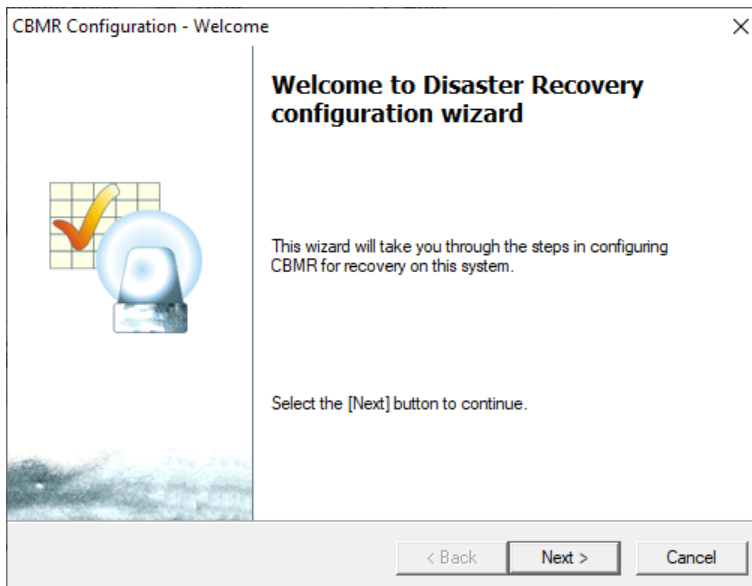 CBMR Configuration - Welcome
Welcome to Disaster Recovery
configuration wizard
This wizard will take you through the steps in configuring
CBMR for recovery on this system.
Select the [Next] button to continue.
< Back
Next >
Cancel